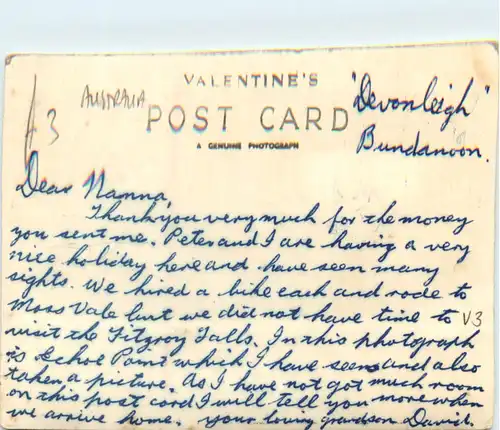 VALENTINE'S
AUSTRALIA
POST CARD
A GENUINE PHOTOGRAPH
"Devonleigh"
Bundanoon.
Dear Nanna,
Thankyou very much for the money
you sent me. Peter and I are having a very
nice holiday here and have seen many
sights. We hired a bike each and rode to
Moss Vale but we did not have time to
V3
visit the Fitzroy Falls. In this photograph
is Echoe Point which I have seen and also
taken a picture. As I have not got much room
on this post card I will tell you more when
we arrive home. your loving grandson David.